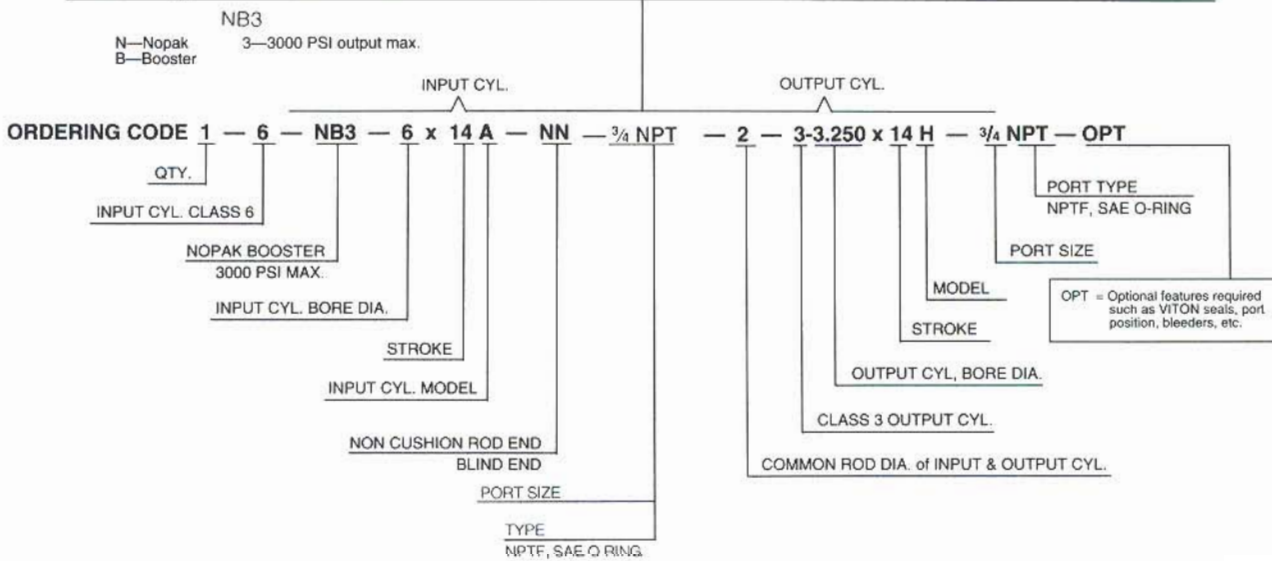 NB3
N—Nopak 3—3000 PSI output max.
B—Booster
INPUT CYL. OUTPUT CYL.
ORDERING CODE 1 — 6 — NB3 — 6 x 14 A — NN — 3/4 NPT — 2 — 3-3.250 x 14 H — 3/4 NPT — OPT
QTY.
PORT TYPE
NPTF, SAE O-RING
INPUT CYL. CLASS 6
NOPAK BOOSTER
3000 PSI MAX.
PORT SIZE
INPUT CYL. BORE DIA.
MODEL
OPT = Optional features required
such as VITON seals, port
position, bleeders, etc.
STROKE
STROKE
INPUT CYL. MODEL
OUTPUT CYL, BORE DIA.
CLASS 3 OUTPUT CYL.
NON CUSHION ROD END
BLIND END
COMMON ROD DIA. of INPUT & OUTPUT CYL.
PORT SIZE
TYPE
NPTF, SAE O RING